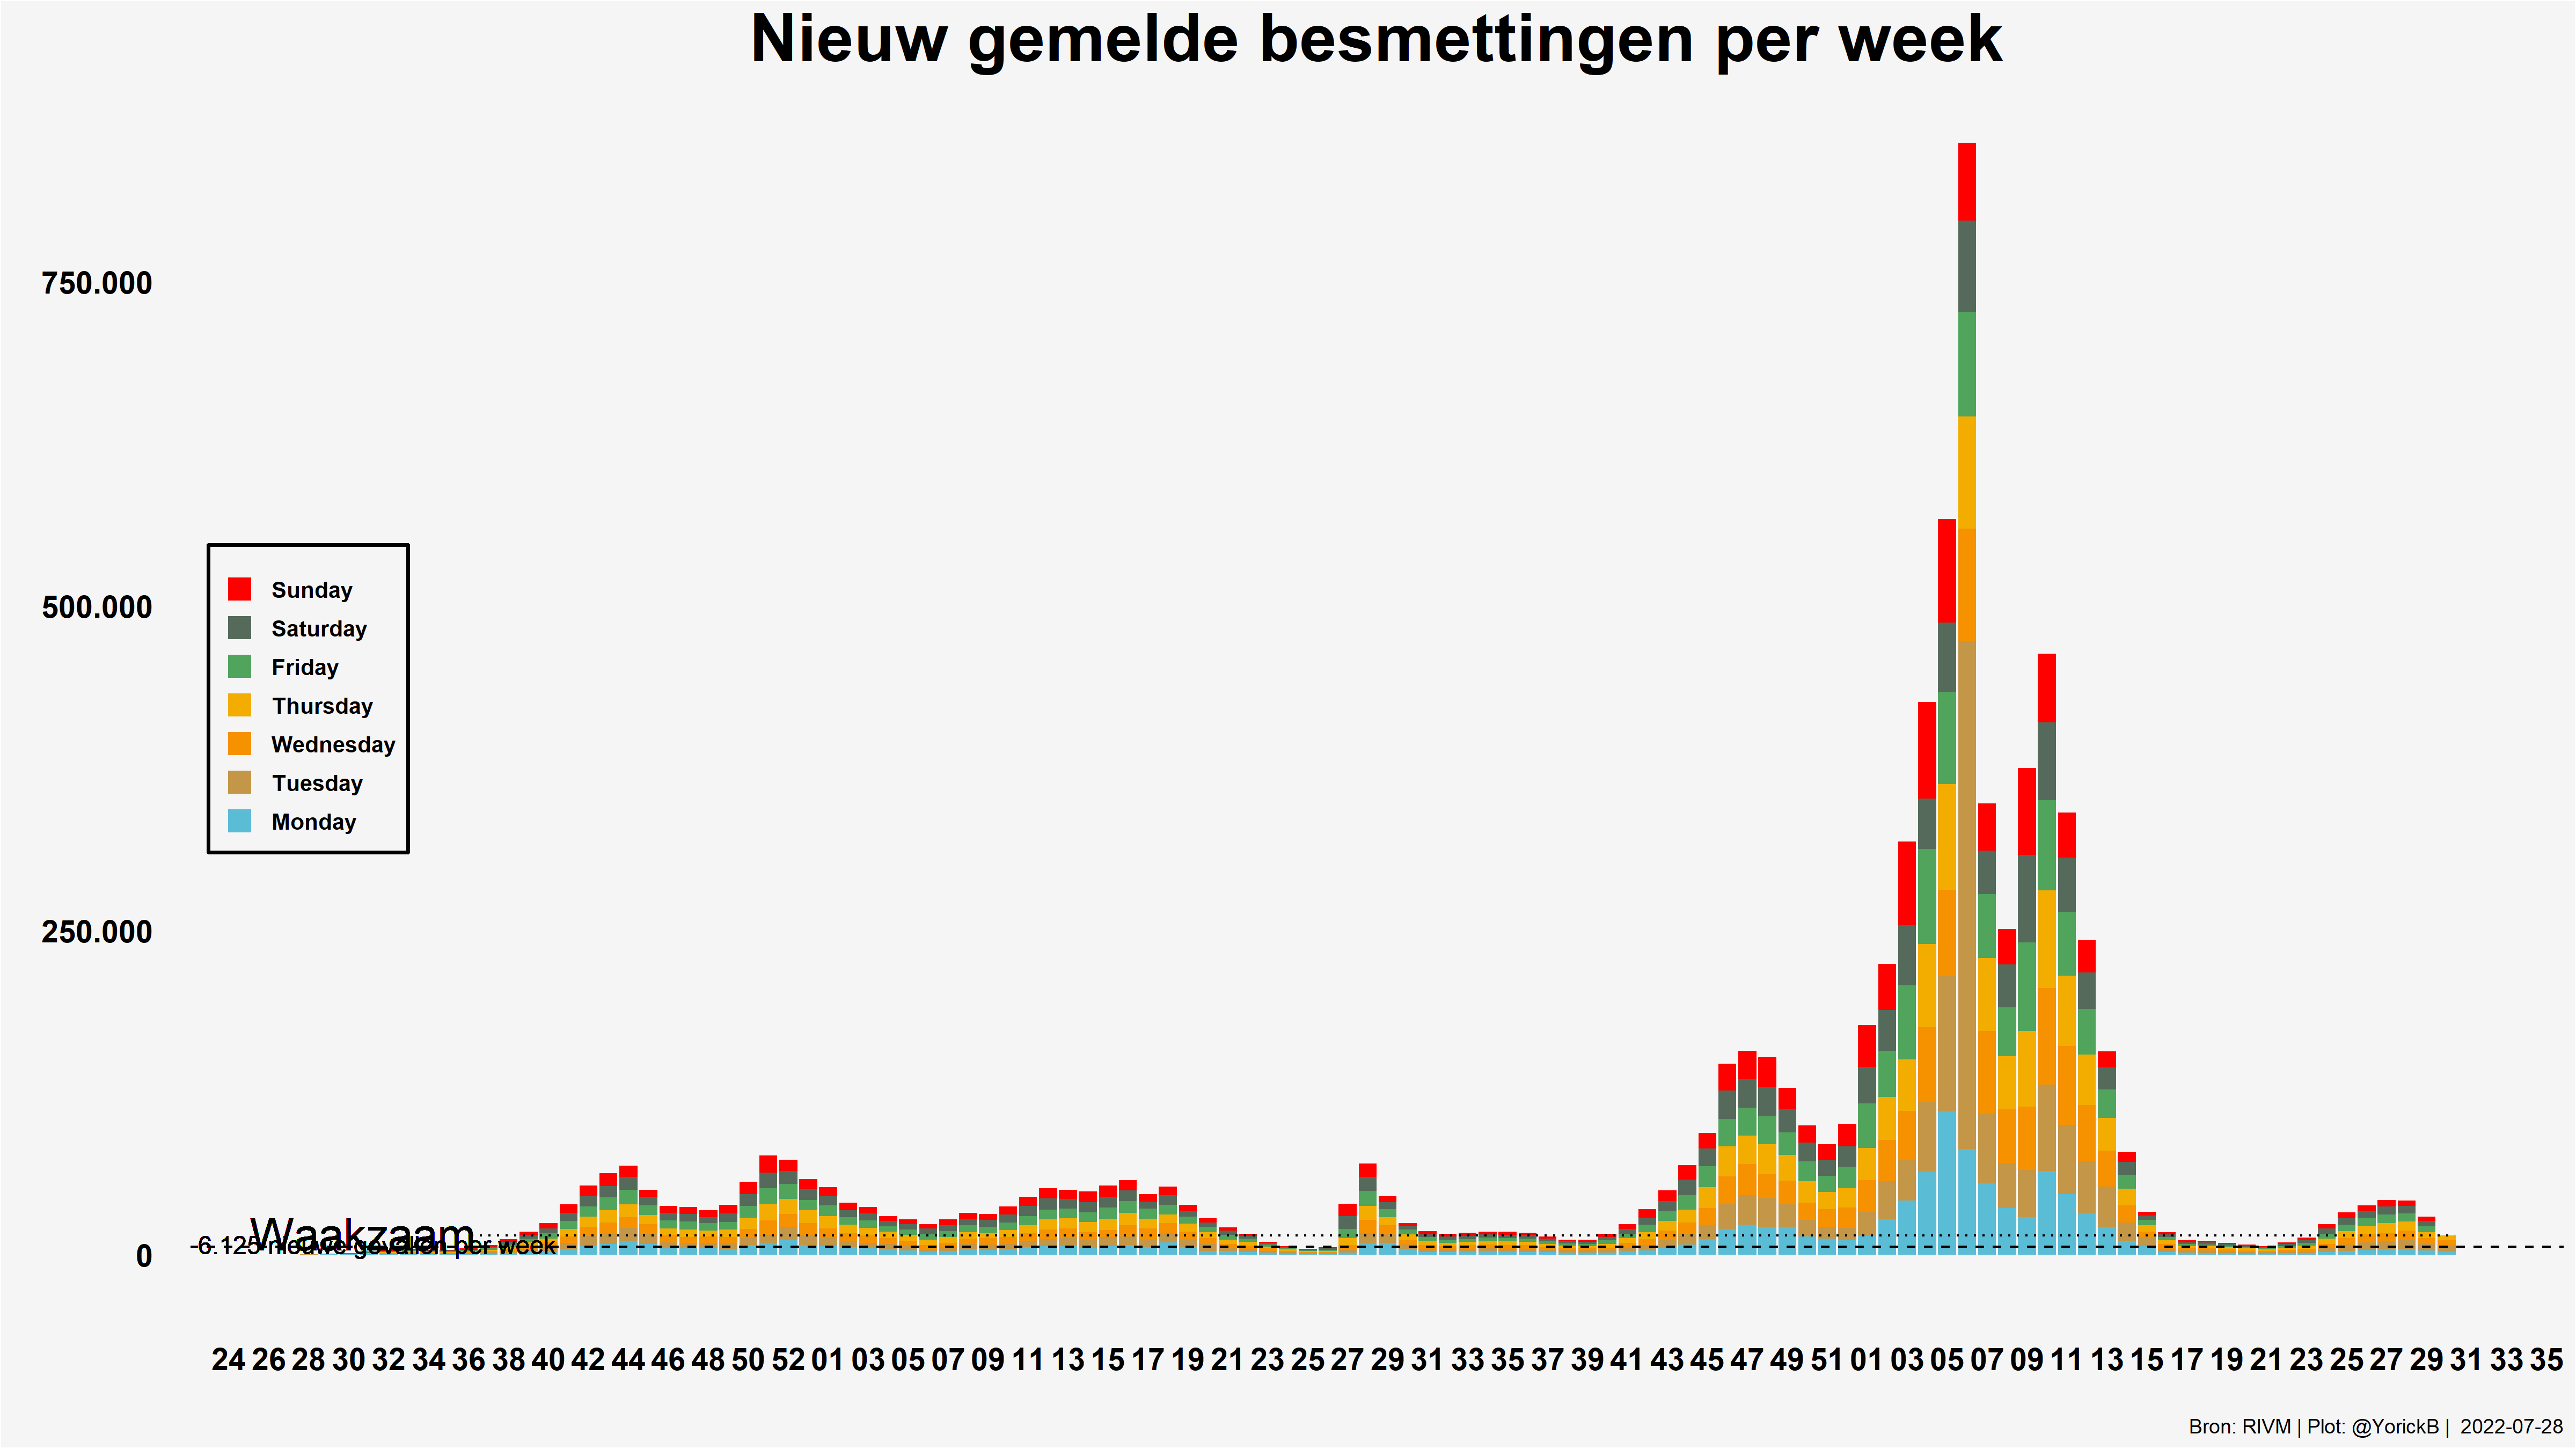 Nieuw gemelde besmettingen per week
750.000
500.000
250.000
0
Sunday
Saturday
Friday
Thursday
Wednesday
Tuesday
Monday
Waakzaam
6.125 nieuwe gevallen per week
24 26 28 30 32 34 36 38 40 42 44 46 48 50 52 01 03 05 07 09 11 13 15 17 19 21 23 25 27 29 31 33 35 37 39 41 43 45 47 49 51 01 03 05 07 09 11 13 15 17 19 21 23 25 27 29 31 33 35
Bron: RIVM | Plot: @YorickB | 2022-07-28